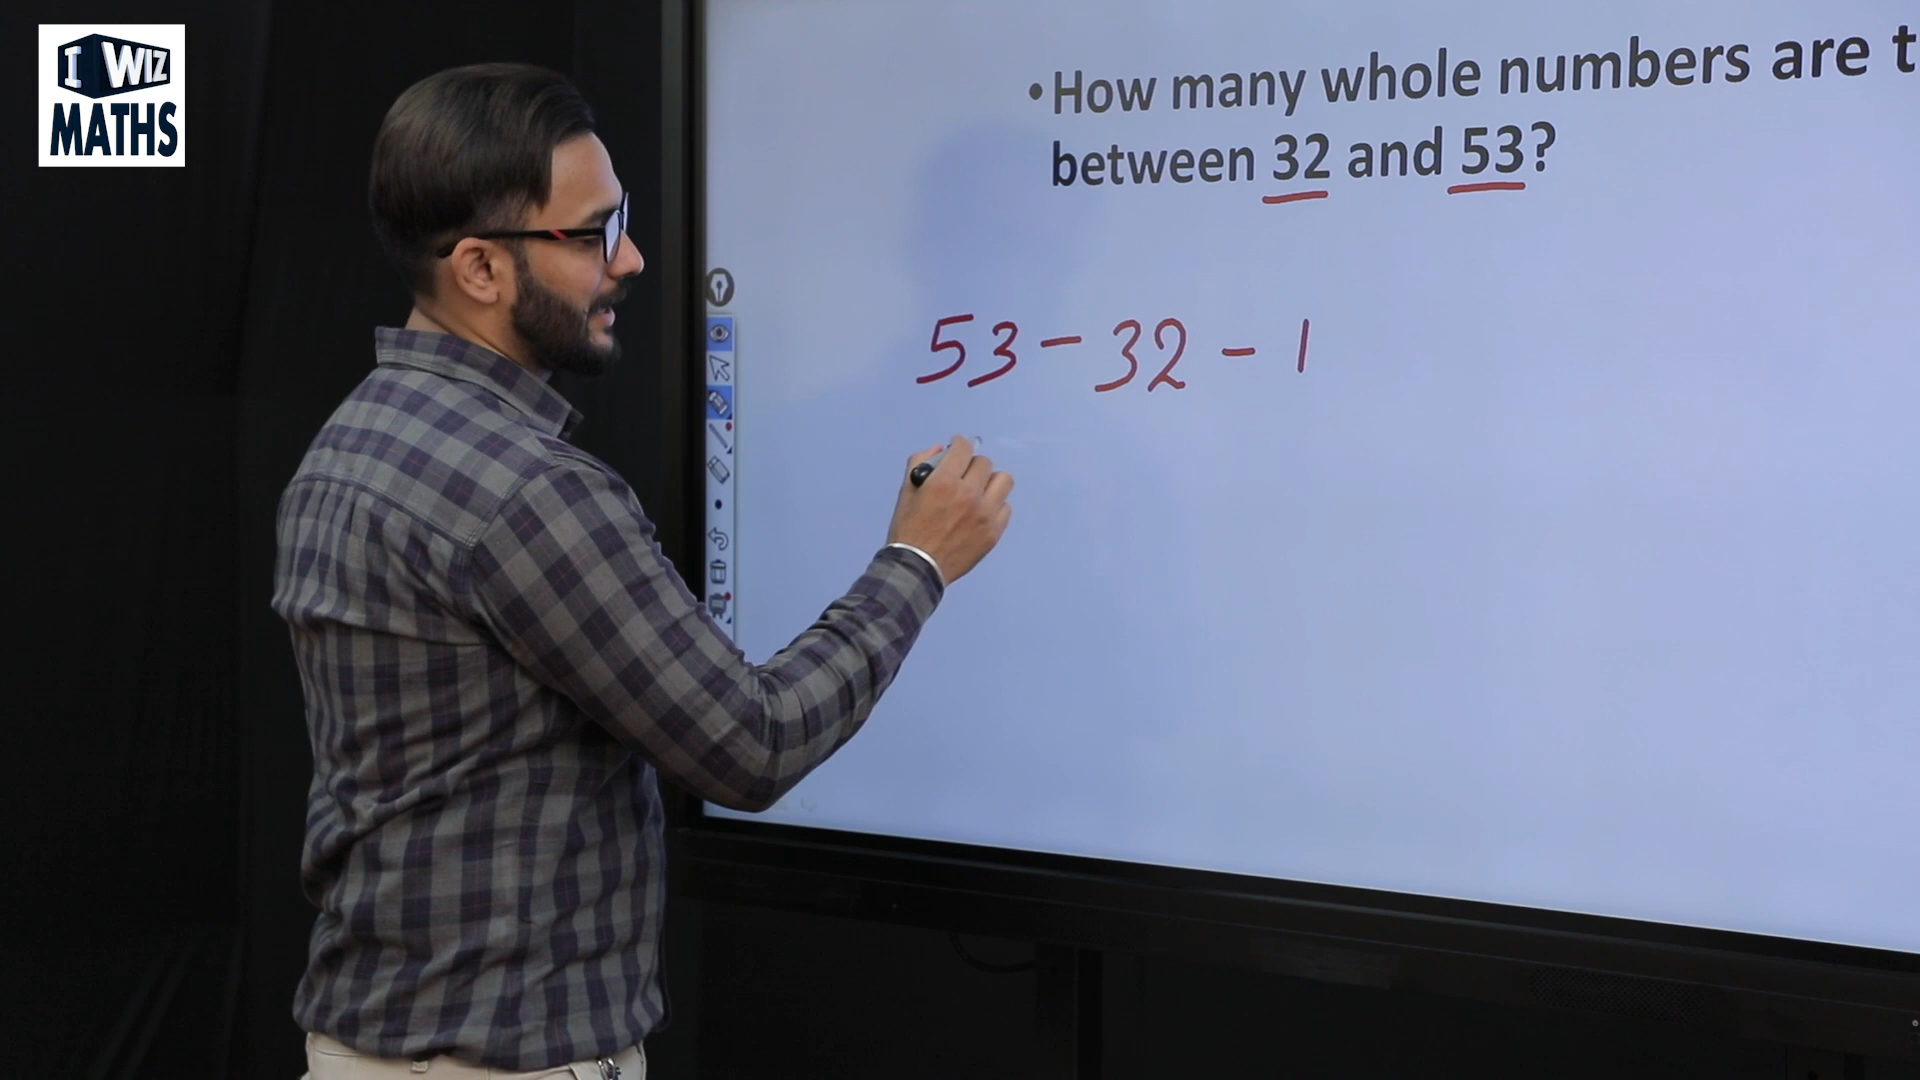 I WIZ
MATHS
• How many whole numbers are t
between 32 and 53?
53 - 32 - 1